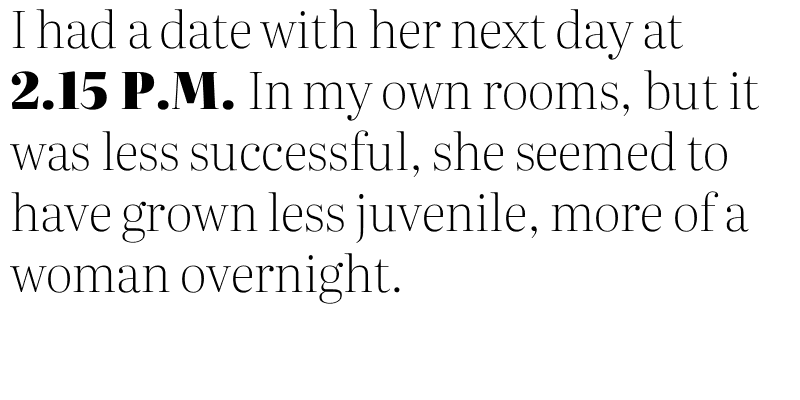 I had a date with her next day at
2.15 P.M. In my own rooms, but it
was less successful, she seemed to
have grown less juvenile, more of a
woman overnight.